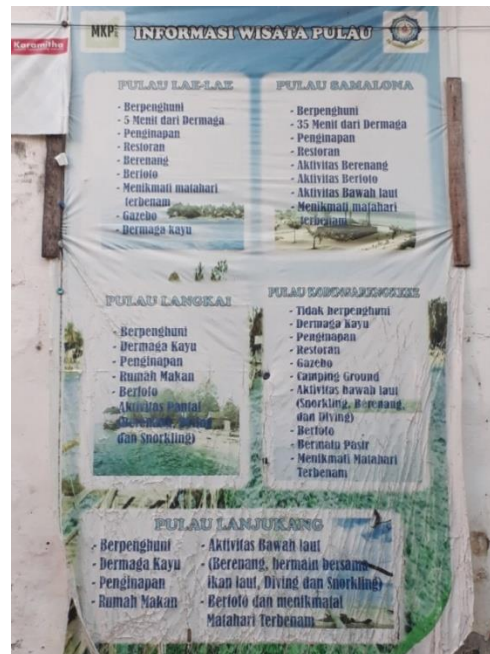 Karomitha
MKP
INFORMASI WISATA PULAU
PULAU LAE-LAE
- Berpenghuni
- 5 Menit dari Dermaga
- Penginapan
- Restoran
- Berenang
- Berfoto
- Menikmati matahari
terbenam
- Gazebo
- Dermaga kayu
PULAU SAMALONA
- Berpenghuni
- 35 Menit dari Dermaga
- Penginapan
- Restoran
- Aktivitas Berenang
- Aktivitas Berfoto
- Aktivitas Bawah laut
- Menikmati matahari
terbenam
PULAU LANGKAI
- Berpenghuni
- Dermaga Kayu
- Penginapan
- Rumah Makan
- Berfoto
- Aktivitas Pantai
(Berenang, Diving
dan Snorkling)
PULAU
- Tidak berpenghuni
- Dermaga Kayu
- Penginapan
- Restoran
- Gazebo
- Camping Ground
- Aktivitas bawah laut
(Snorkling, Berenang,
dan Diving)
- Berfoto
- Bermain Pasir
- Menikmati Matahari
Terbenam
PULAU LANJUKANG
- Berpenghuni
- Dermaga Kayu
- Penginapan
- Rumah Makan
- Aktivitas Bawah laut
- (Berenang, bermain bersama
ikan laut, Diving dan Snorkling)
- Berfoto dan menikmatai
Matahari Terbenam